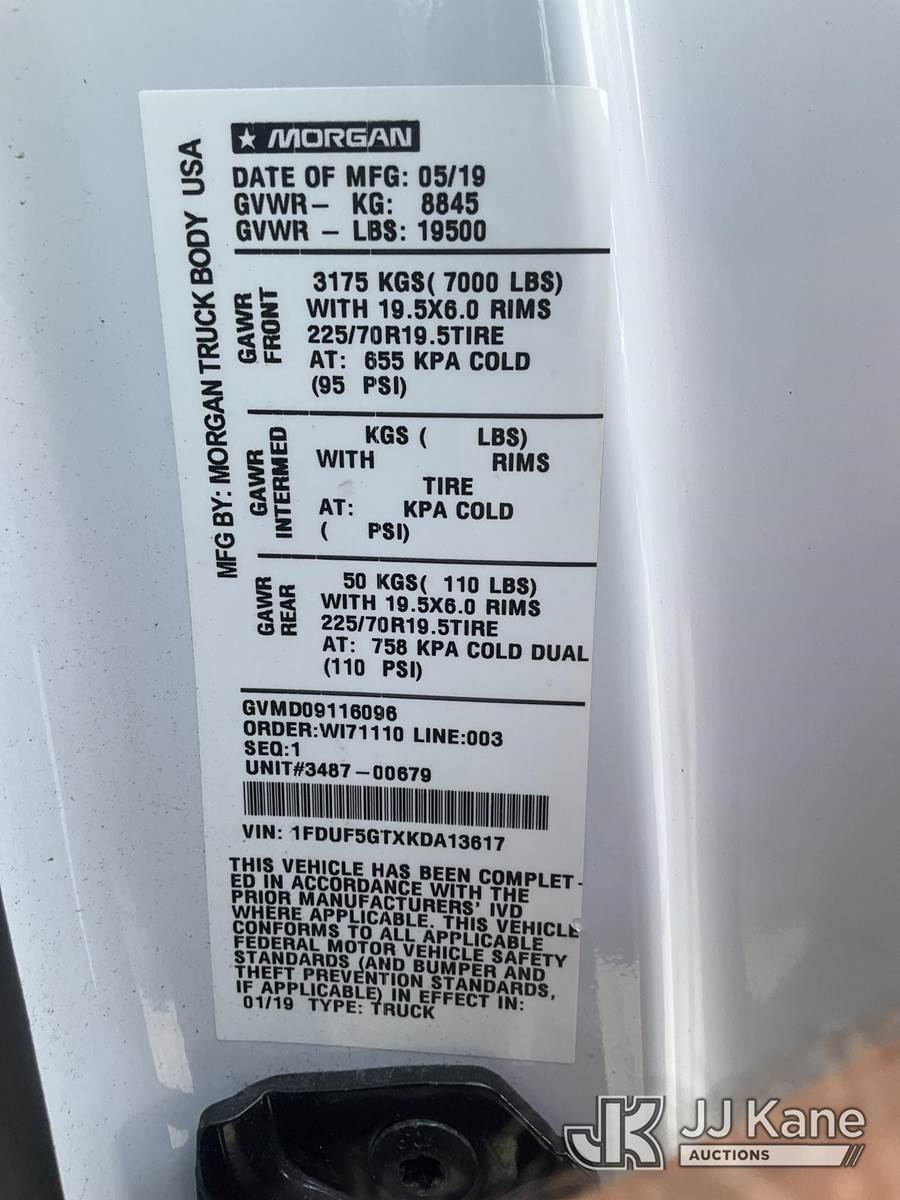 MORGAN
DATE OF MFG: 05/19
GVWR- KG: 8845
GVWR - LBS: 19500
MFG BY: MORGAN TRUCK BODY USA
GAWR
FRONT
3175 KGS( 7000 LBS)
WITH 19.5X6.0 RIMS
225/70R19.5TIRE
AT: 655 KPA COLD
(95 PSI)
GAWR
INTERMED
KGS ( LBS)
WITH RIMS
TIRE
AT: KPA COLD
( PSI)
GAWR
REAR
50 KGS( 110 LBS)
WITH 19.5X6.0 RIMS
225/70R19.5TIRE
AT: 758 KPA COLD DUAL
(110 PSI)
GVMD09116096
ORDER:WI71110 LINE:003
SEQ:1
UNIT#3487-00679
VIN: 1FDUF5GTXKDA13617
THIS VEHICLE HAS BEEN COMPLET-
ED IN ACCORDANCE WITH THE
PRIOR MANUFACTURERS' IVD
WHERE APPLICABLE. THIS VEHICLE
CONFORMS TO ALL APPLICABLE
FEDERAL MOTOR VEHICLE SAFETY
STANDARDS (AND BUMPER AND
THEFT PREVENTION STANDARDS,
IF APPLICABLE) IN EFFECT IN:
01/19 TYPE: TRUCK
JK JJ Kane
AUCTIONS